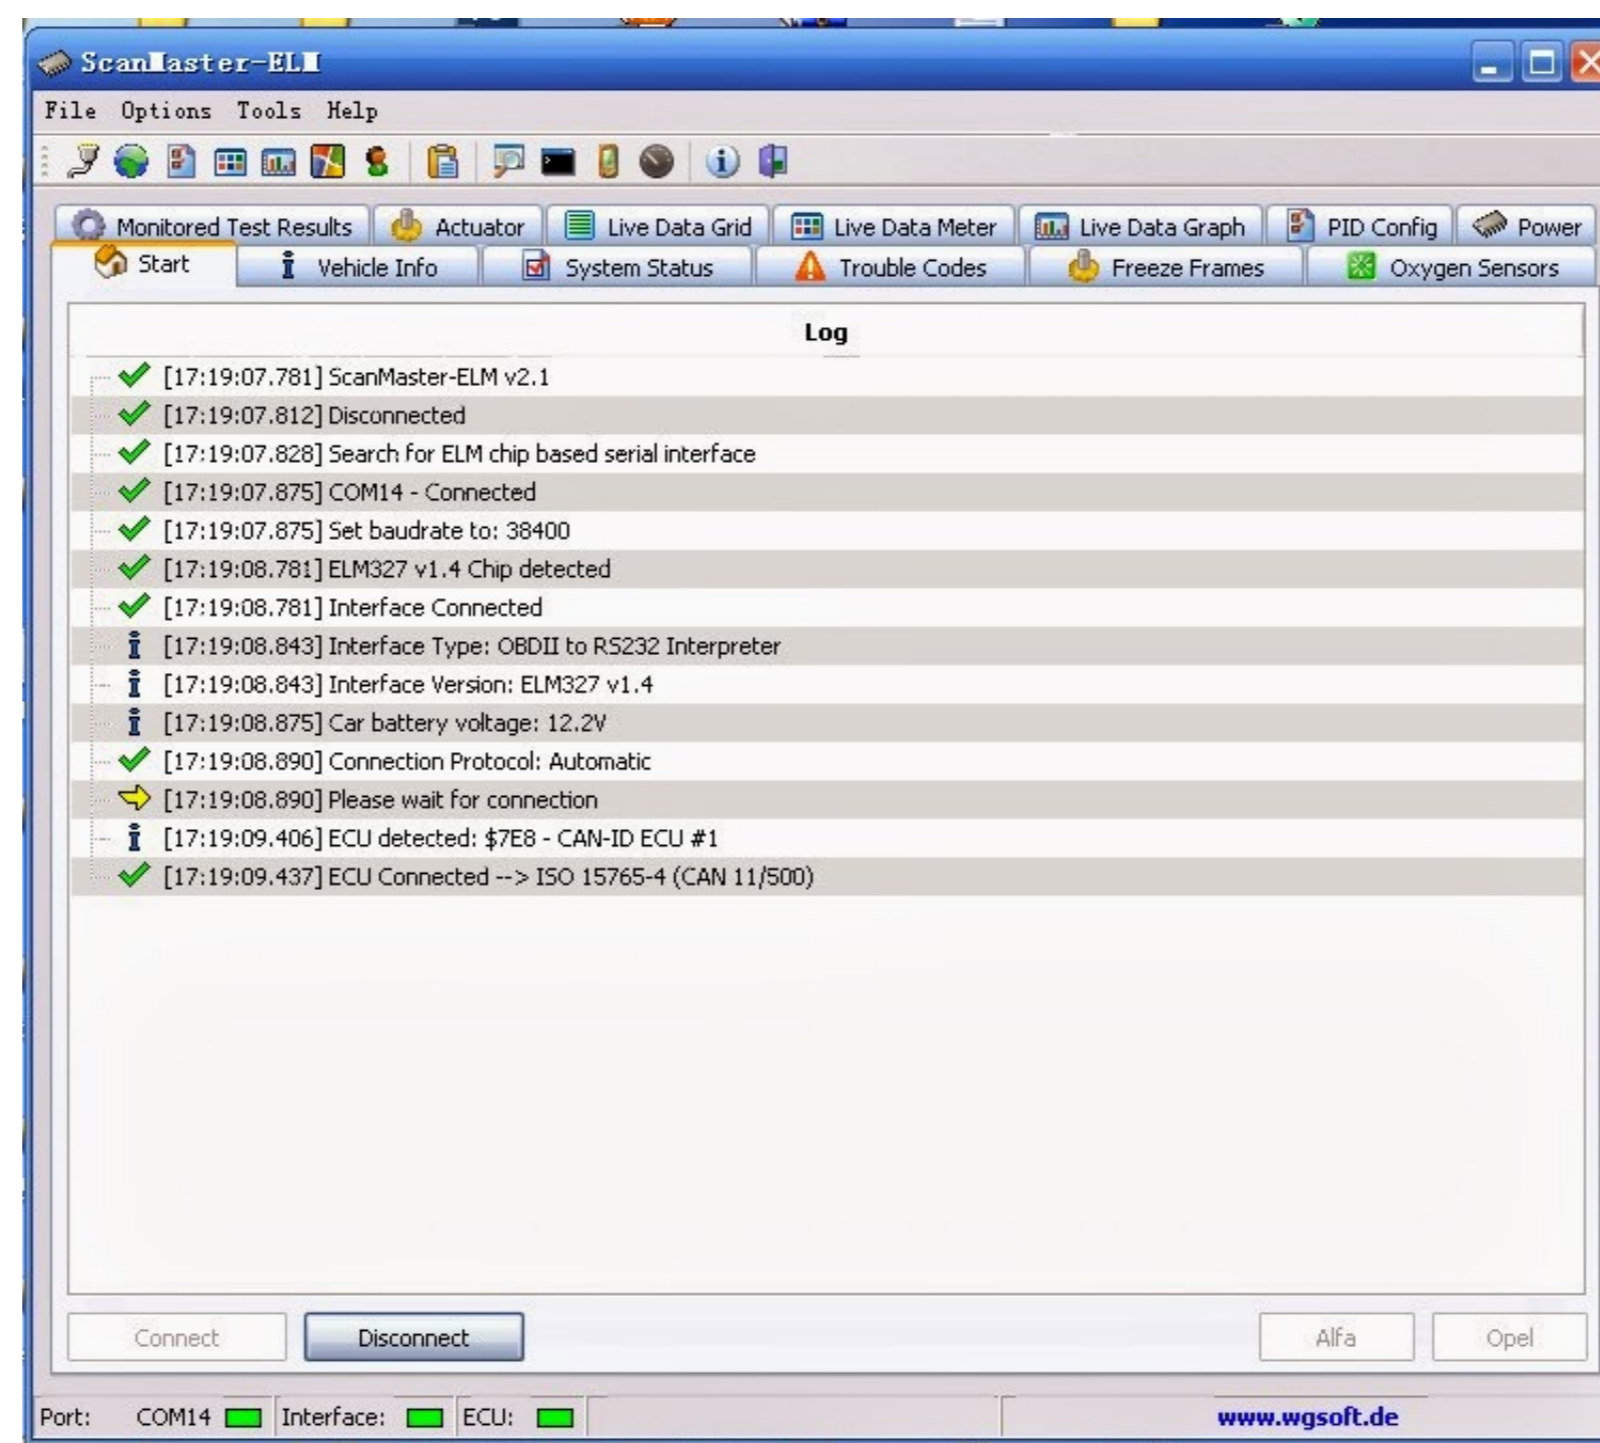 ScanMaster-ELM
File Options Tools Help
Monitored Test Results Actuator Live Data Grid Live Data Meter Live Data Graph PID Config Power
Start Vehicle Info System Status Trouble Codes Freeze Frames Oxygen Sensors
Log
[17:19:07.781] ScanMaster-ELM v2.1
[17:19:07.812] Disconnected
[17:19:07.828] Search for ELM chip based serial interface
[17:19:07.875] COM14 - Connected
[17:19:07.875] Set baudrate to: 38400
[17:19:08.781] ELM327 v1.4 Chip detected
[17:19:08.781] Interface Connected
[17:19:08.843] Interface Type: OBDII to RS232 Interpreter
[17:19:08.843] Interface Version: ELM327 v1.4
[17:19:08.875] Car battery voltage: 12.2V
[17:19:08.890] Connection Protocol: Automatic
[17:19:08.890] Please wait for connection
[17:19:09.406] ECU detected: $7E8 - CAN-ID ECU #1
[17:19:09.437] ECU Connected --> ISO 15765-4 (CAN 11/500)
Connect Disconnect Alfa Opel
Port: COM14 Interface: ECU: www.wgsoft.de